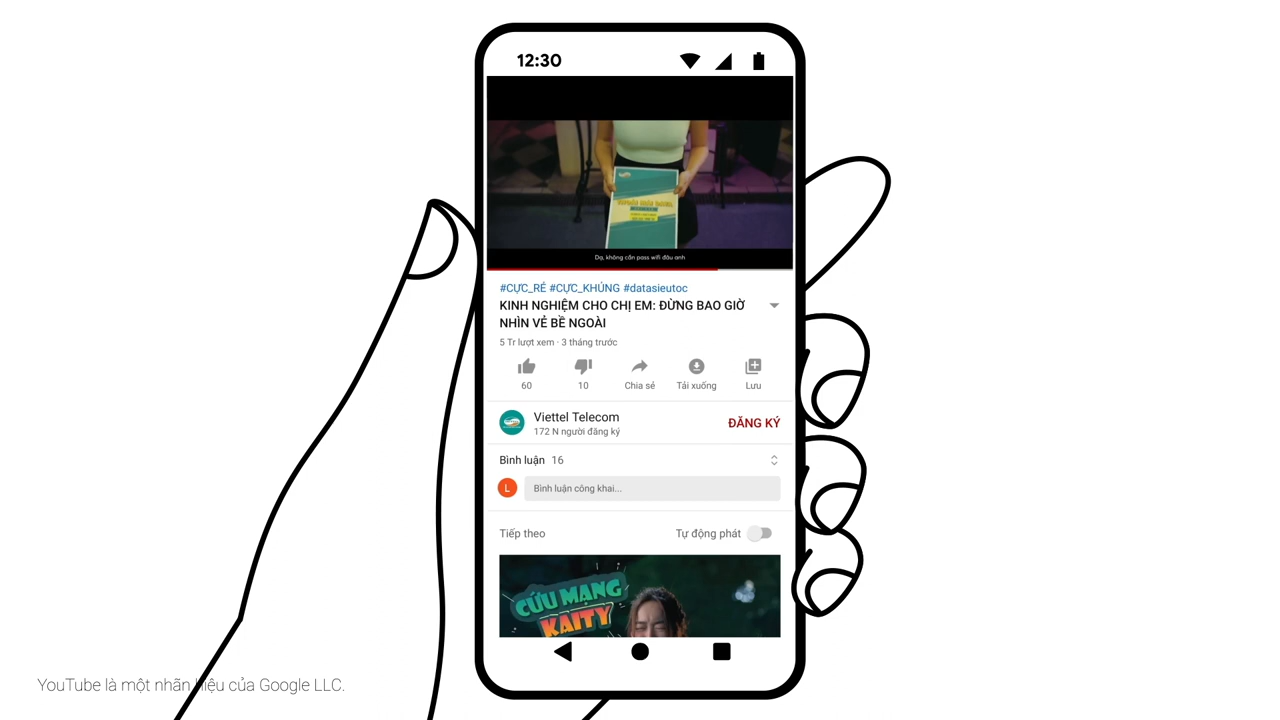 12:30
Dạ, không cần pass wifi đâu anh
#CỰC_RẺ #CỰC_KHỦNG #datasieutoc
KINH NGHIỆM CHO CHỊ EM: ĐỪNG BAO GIỜ
NHÌN VẺ BỀ NGOÀI
5 Tr lượt xem · 3 tháng trước
60
10
Chia sẻ
Tải xuống
Lưu
Viettel Telecom
ĐĂNG KÝ
172 N người đăng ký
Bình luận 16
L
Bình luận công khai...
Tiếp theo
Tự động phát
CỨU MẠNG
KAITY
YouTube là một nhãn hiệu của Google LLC.